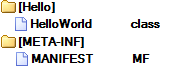 [Hello]
HelloWorld class
[META-INF]
MANIFEST MF